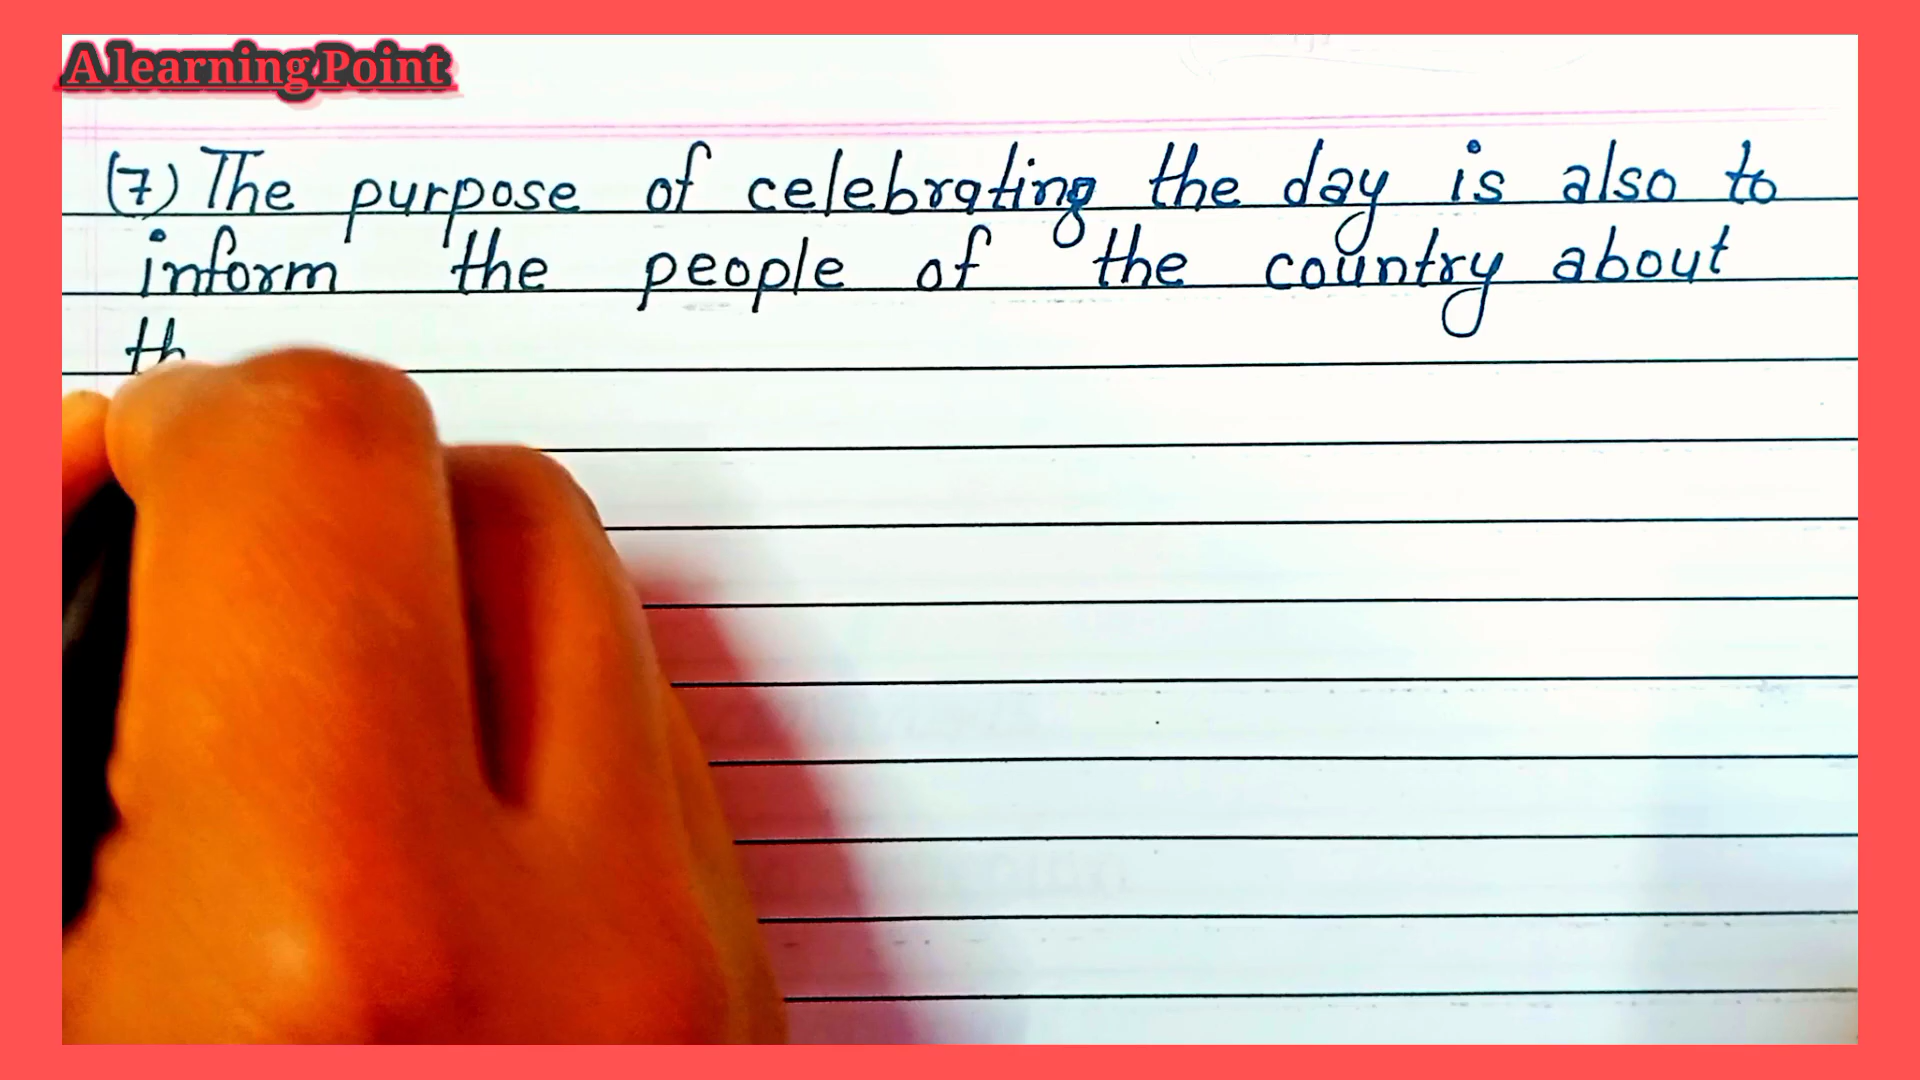 A learning Point
(7) The purpose of celebrating the day is also to
inform the people of the country about
th